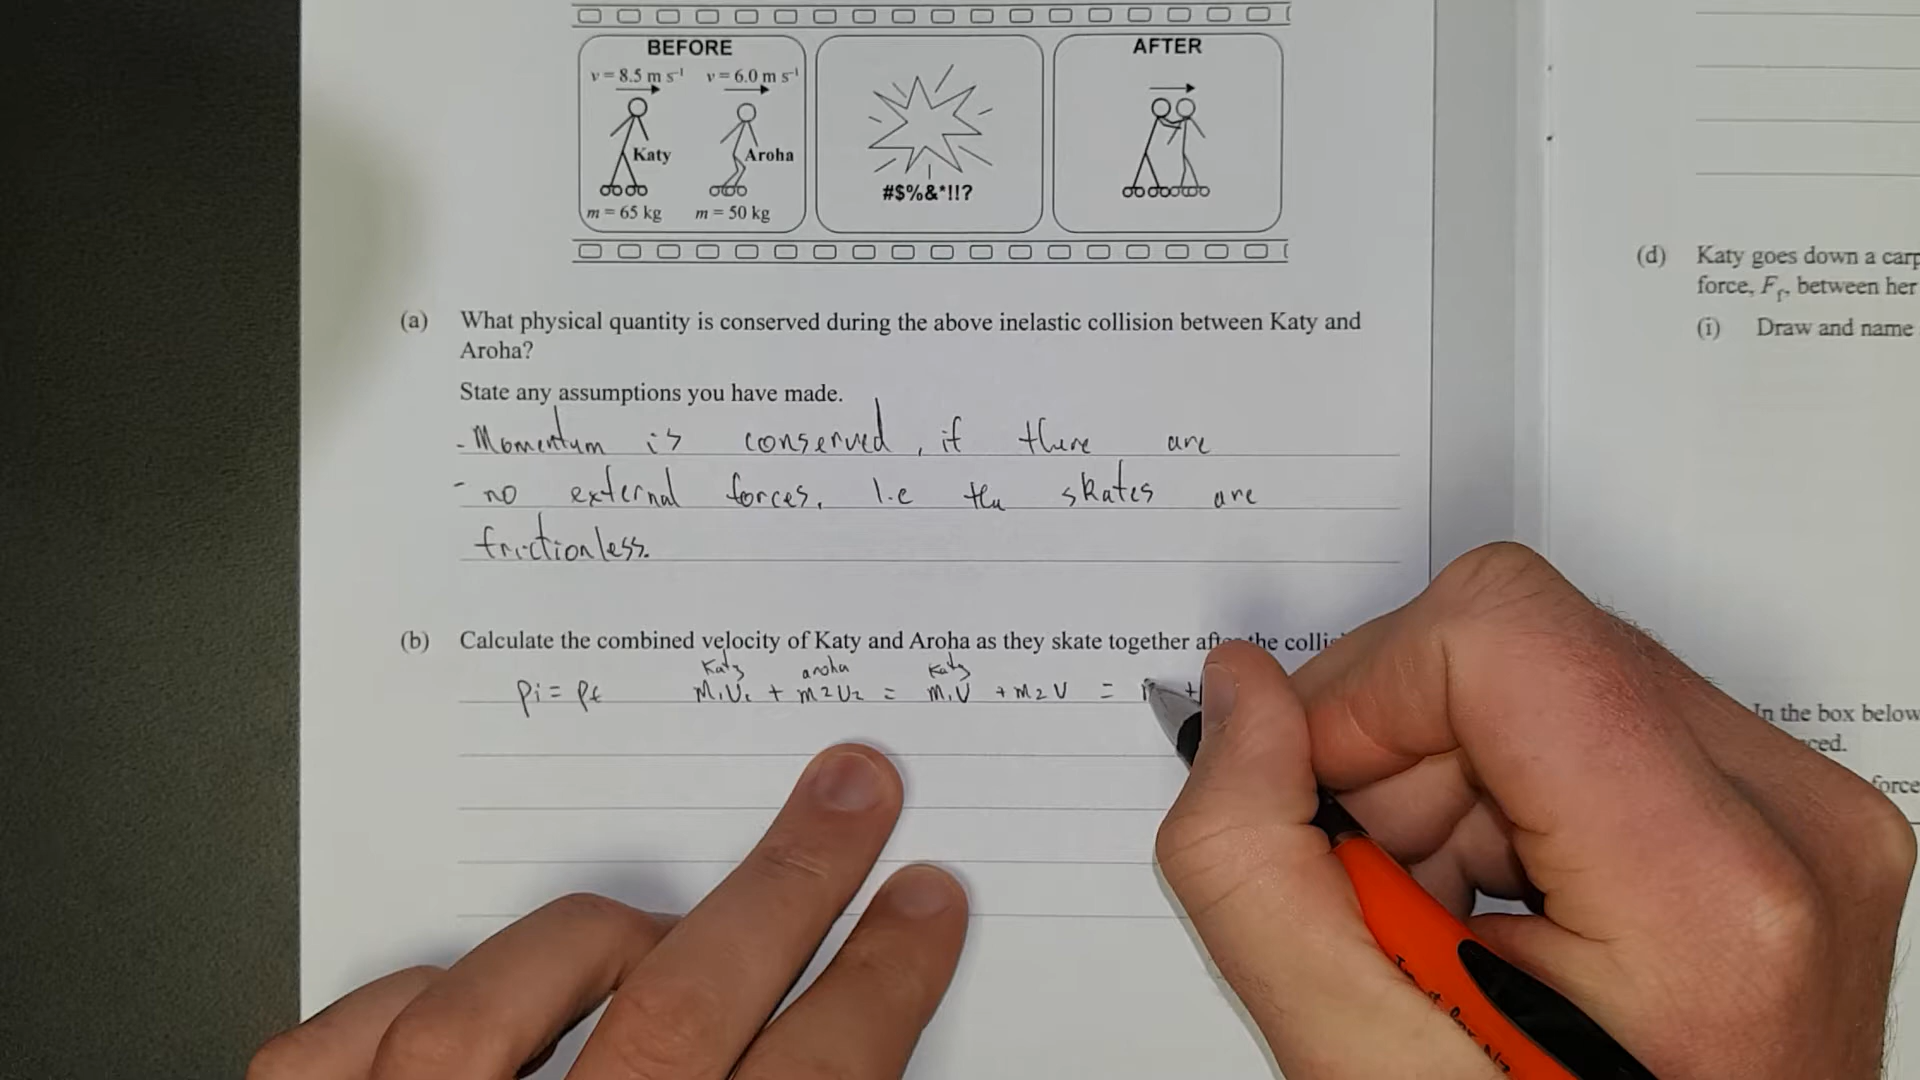 BEFORE
v = 8.5 m s⁻¹ v = 6.0 m s⁻¹
Katy Aroha
m = 65 kg m = 50 kg
#$%&*!!?
AFTER
(a) What physical quantity is conserved during the above inelastic collision between Katy and
Aroha?
State any assumptions you have made.
- Momentum is conserved, if there are
- no external forces. I.e the skates are
frictionless.
(b) Calculate the combined velocity of Katy and Aroha as they skate together after the
Katy aroha Katy
pi = pf m₁v₁ + m2v₂ = m₁v + m2v =
(d) Katy goes down a
force, Ff, between her
(i) Draw and name
In the box below
force